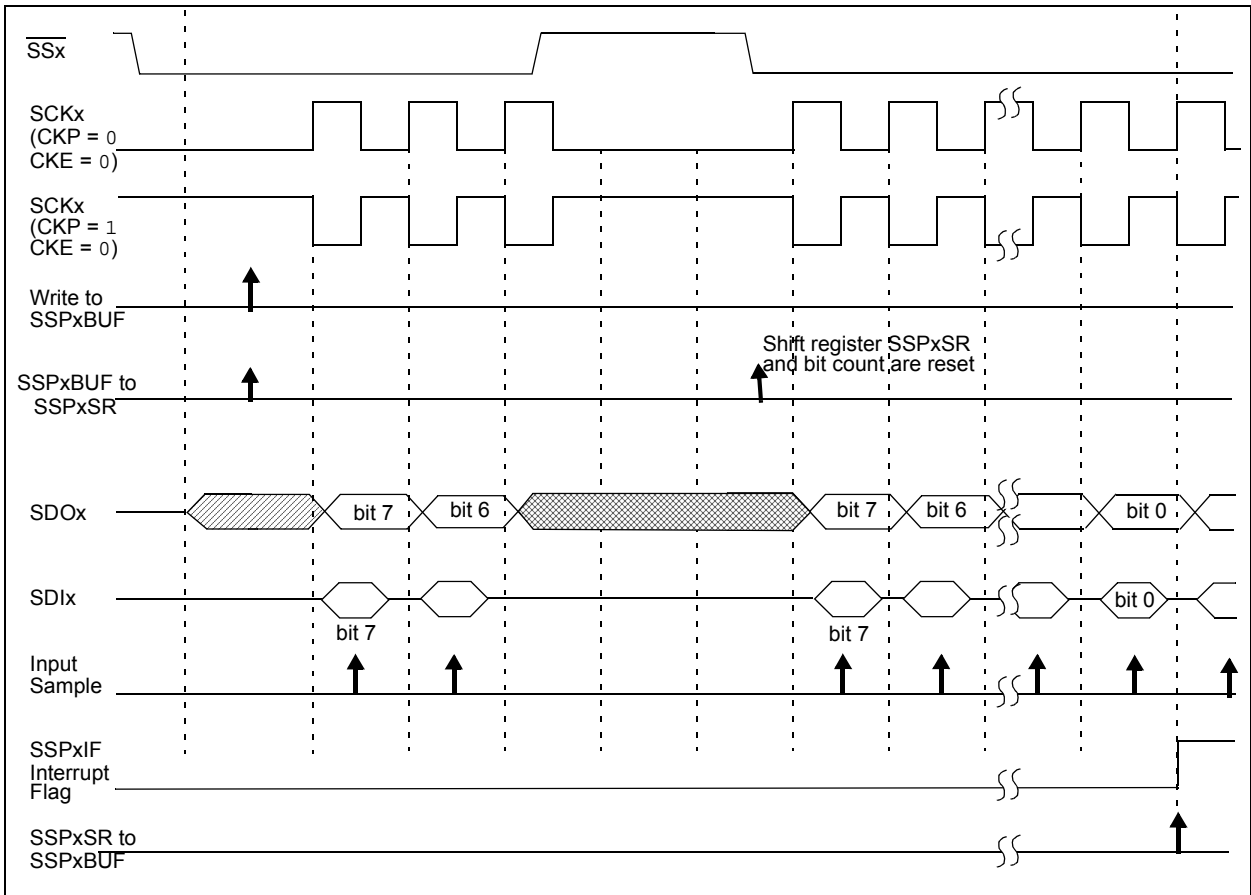 SSx
SCKx
(CKP = 0
CKE = 0)
SCKx
(CKP = 1
CKE = 0)
Write to
SSPxBUF
Shift register SSPxSR
and bit count are reset
SSPxBUF to
SSPxSR
SDOx
bit 7
bit 6
bit 7
bit 6
bit 0
SDIx
bit 0
bit 7
bit 7
Input
Sample
SSPxIF
Interrupt
Flag
SSPxSR to
SSPxBUF